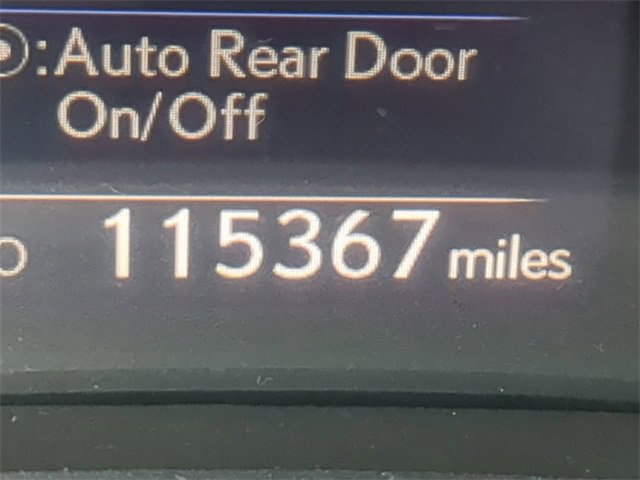 :Auto Rear Door
On/Off
O 115367 miles